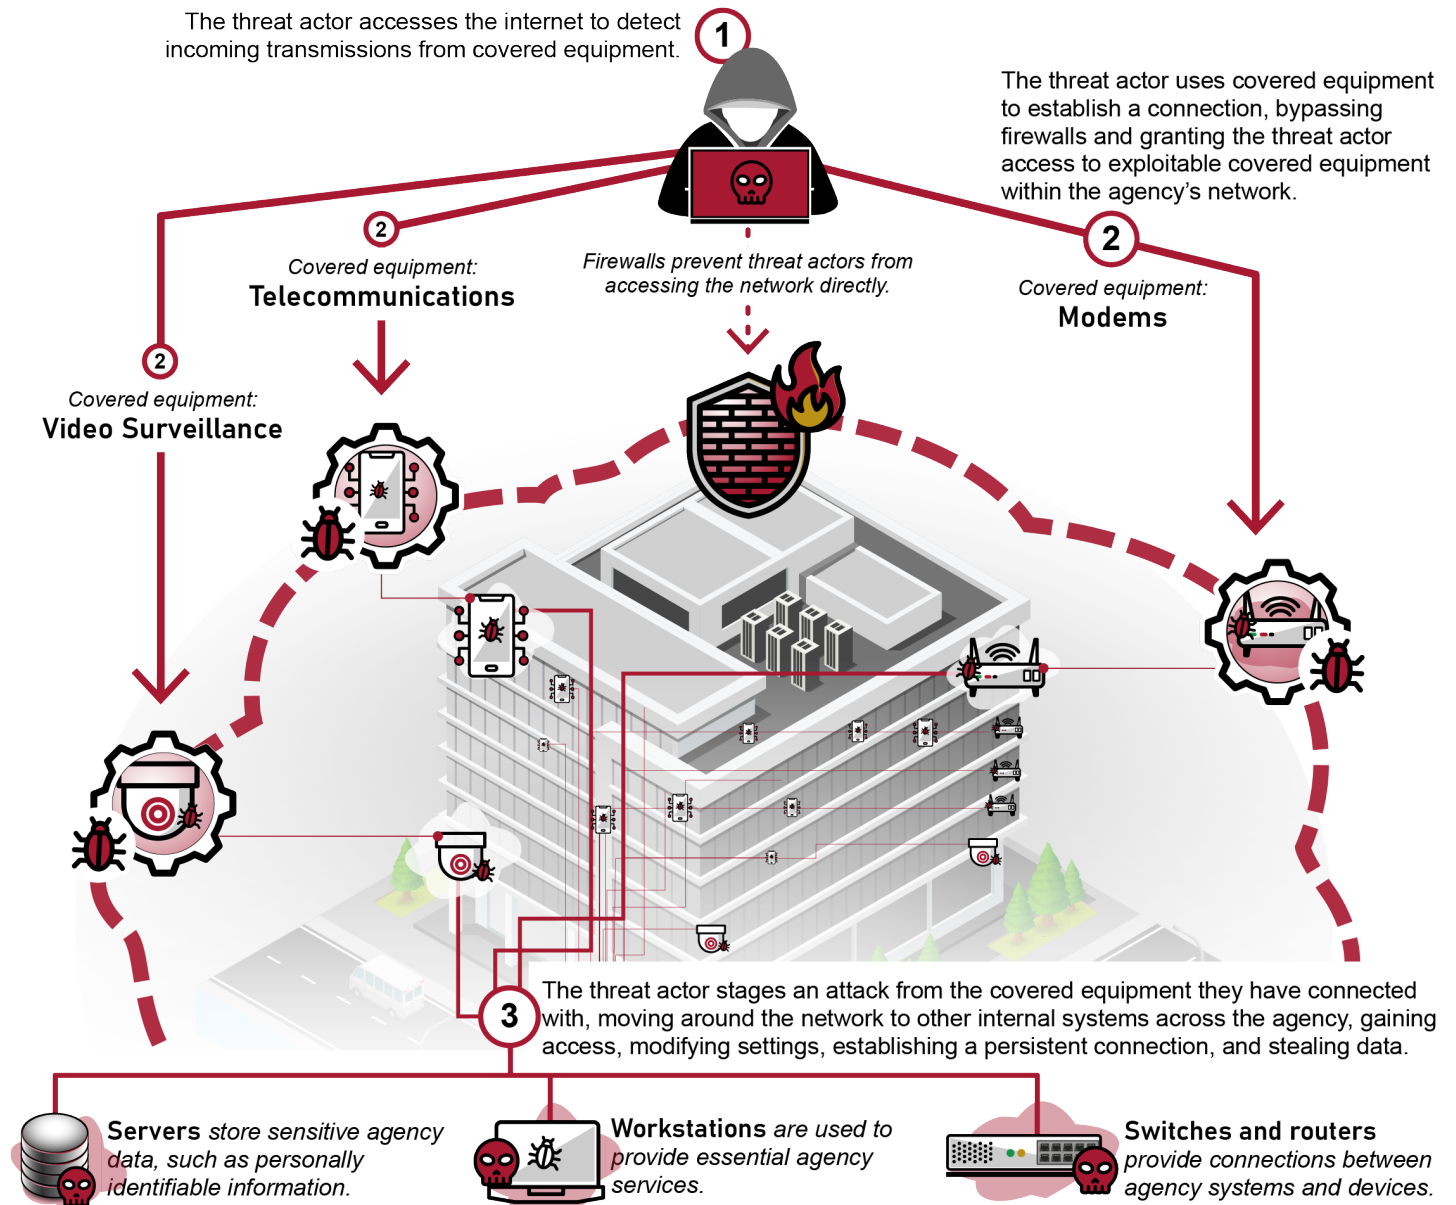 The threat actor accesses the internet to detect
incoming transmissions from covered equipment.
1
The threat actor uses covered equipment
to establish a connection, bypassing
firewalls and granting the threat actor
access to exploitable covered equipment
within the agency’s network.
2
Covered equipment:
Telecommunications
Firewalls prevent threat actors from
accessing the network directly.
2
Covered equipment:
Modems
2
Covered equipment:
Video Surveillance
3
The threat actor stages an attack from the covered equipment they have connected
with, moving around the network to other internal systems across the agency, gaining
access, modifying settings, establishing a persistent connection, and stealing data.
Servers store sensitive agency
data, such as personally
identifiable information.
Workstations are used to
provide essential agency
services.
Switches and routers
provide connections between
agency systems and devices.